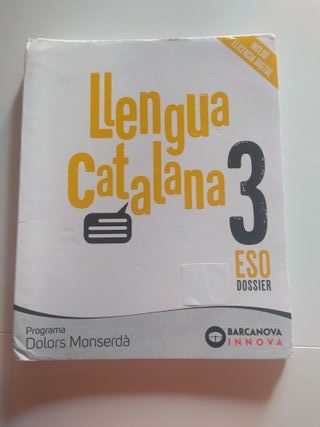 INCLOU
LLICÈNCIA DIGITAL
Llengua
Catalana
3
ESO
DOSSIER
Programa
Dolors Monserdà
BARCANOVA
INNOVA